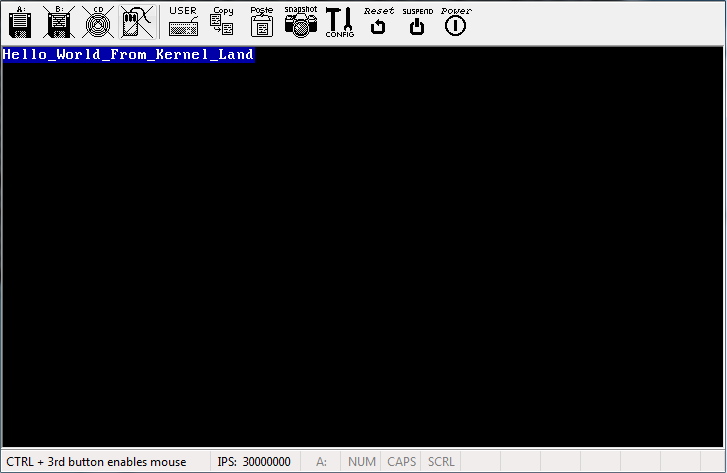 A: B: CD USER Copy Paste snapshot CONFIG Reset SUSPEND Power
Hello_World_From_Kernel_Land
CTRL + 3rd button enables mouse IPS: 30000000 A: NUM CAPS SCRL